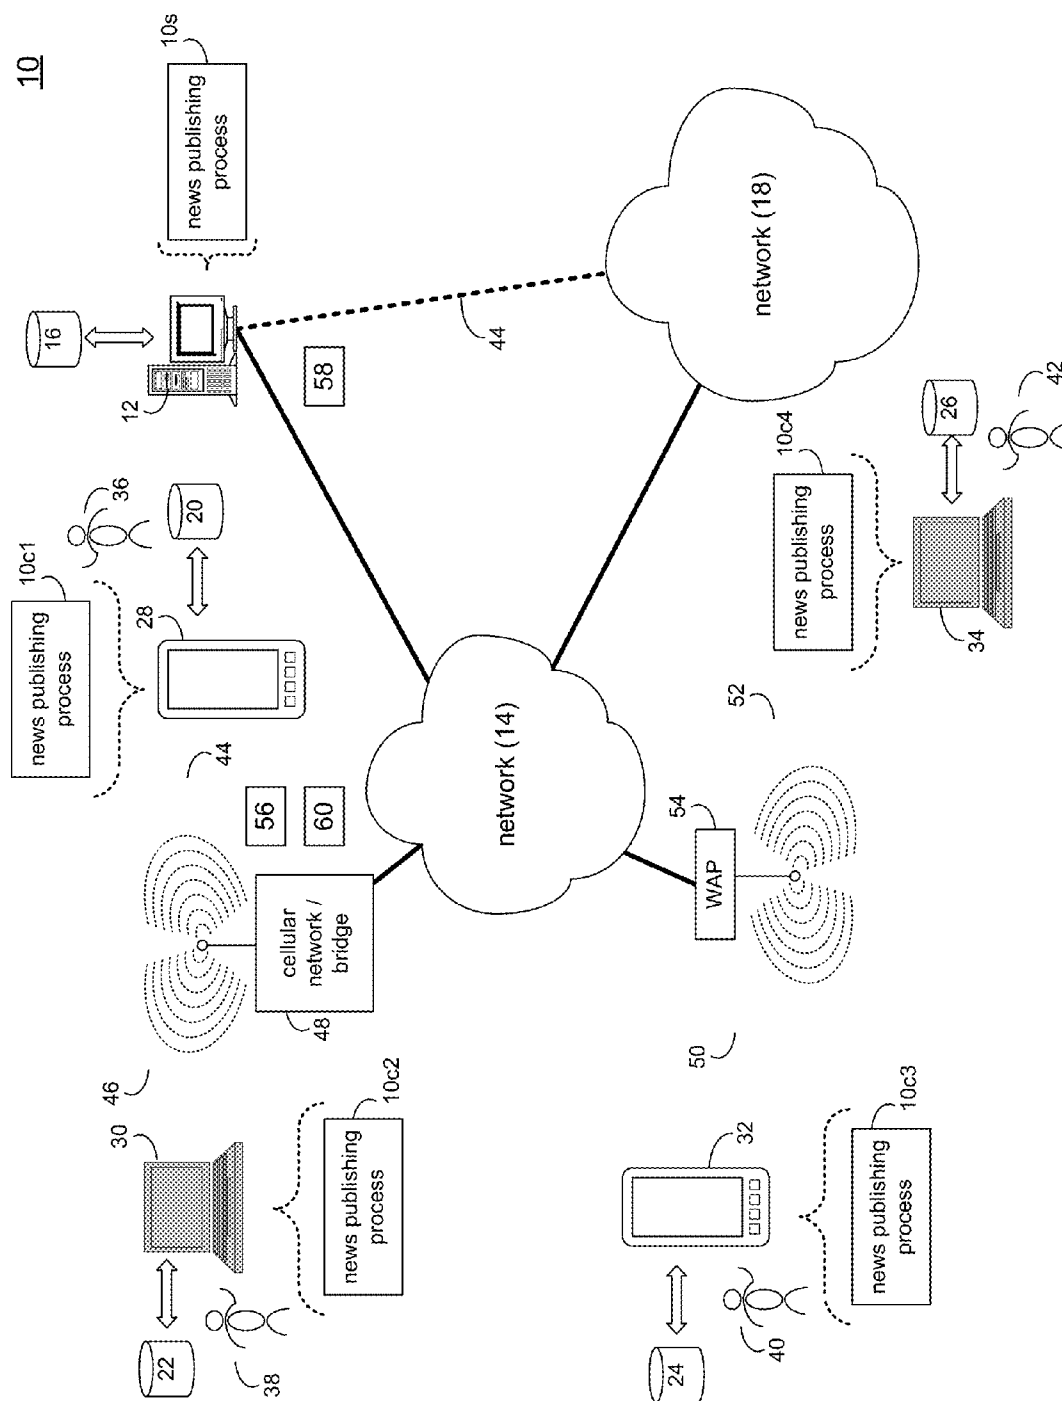 10
16
12
10s
news publishing
process
58
44
network (18)
10c1
news publishing
process
36
20
28
44
56
60
network (14)
cellular
network /
bridge
48
46
54
WAP
52
50
10c4
news publishing
process
26
42
34
30
22
38
10c2
news publishing
process
32
24
40
10c3
news publishing
process